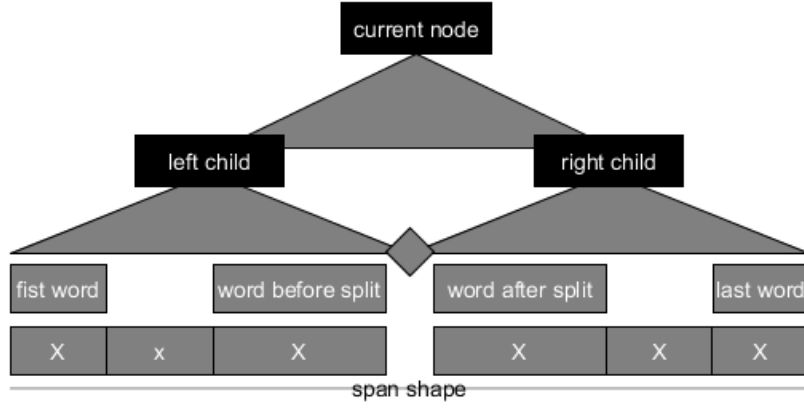 current node
left child right child
fist word word before split word after split last word
X x X X X X
span shape